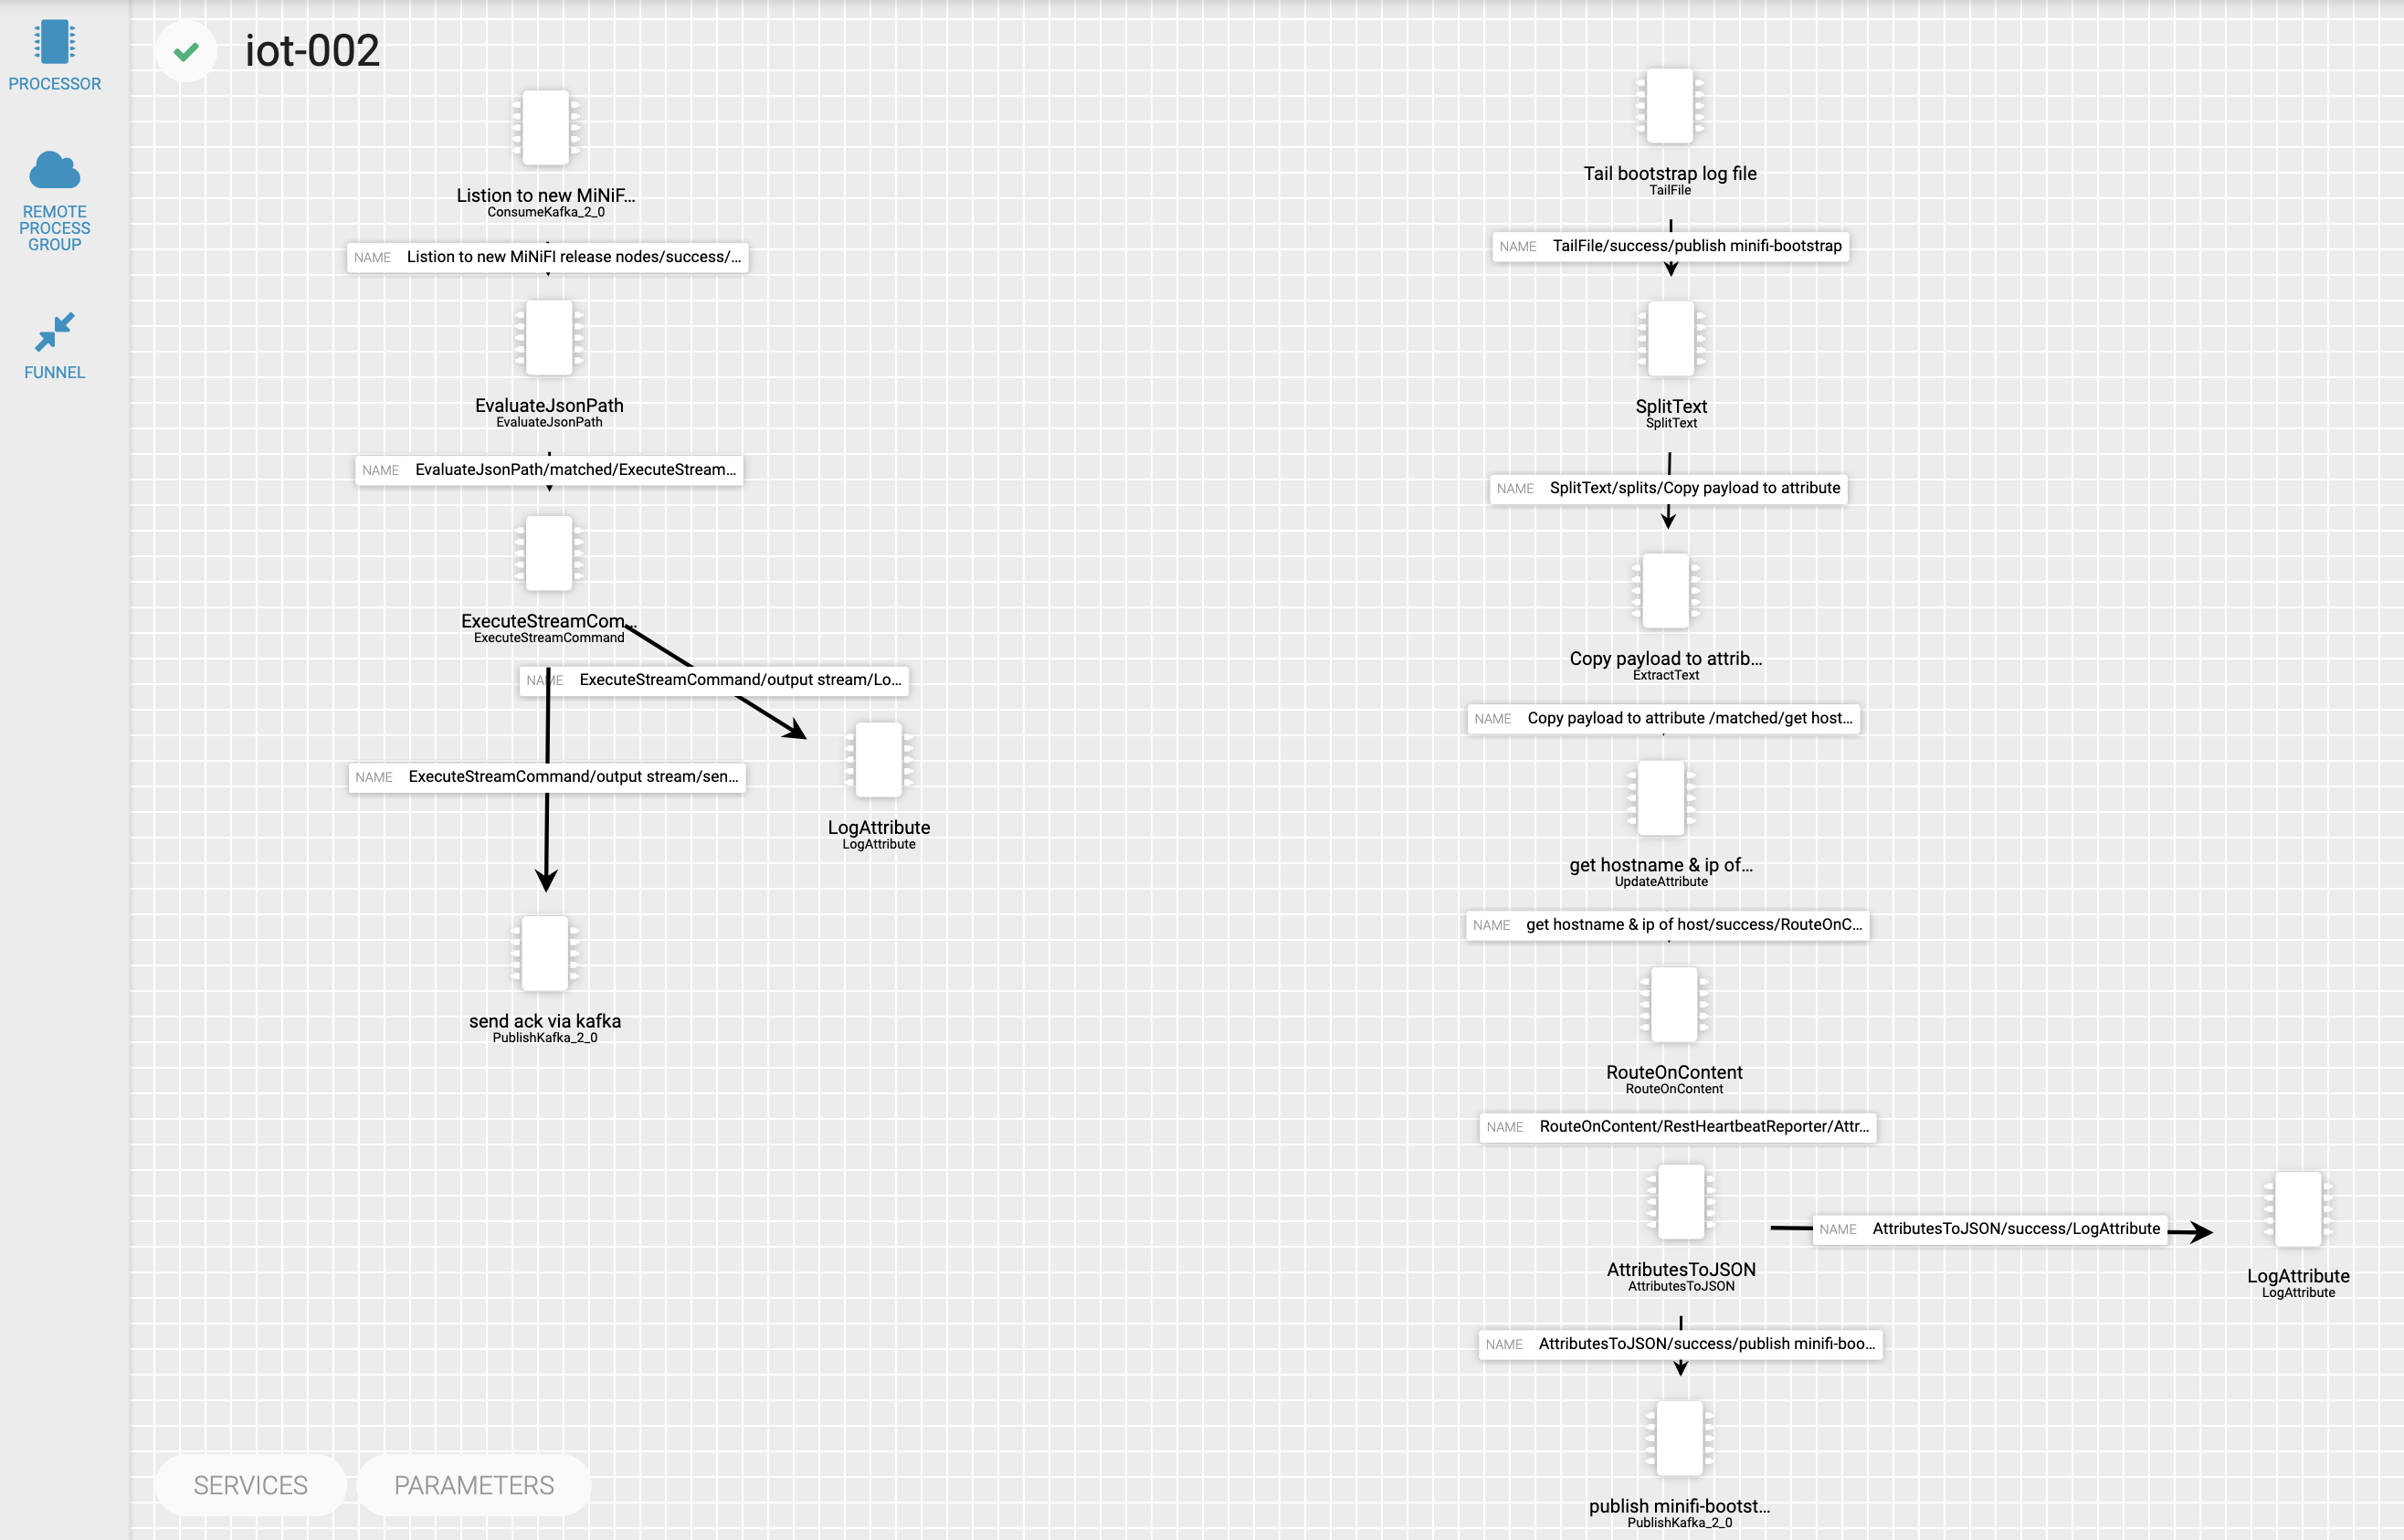 PROCESSOR
REMOTE
PROCESS
GROUP
FUNNEL
iot-002
Listion to new MiNiF...
ConsumeKafka_2_0
NAME Listion to new MiNiFI release nodes/success/...
EvaluateJsonPath
EvaluateJsonPath
NAME EvaluateJsonPath/matched/ExecuteStream...
ExecuteStreamCom...
ExecuteStreamCommand
NAME ExecuteStreamCommand/output stream/Lo...
NAME ExecuteStreamCommand/output stream/sen...
LogAttribute
LogAttribute
send ack via kafka
PublishKafka_2_0
Tail bootstrap log file
TailFile
NAME TailFile/success/publish minifi-bootstrap
SplitText
SplitText
NAME SplitText/splits/Copy payload to attribute
Copy payload to attrib...
ExtractText
NAME Copy payload to attribute /matched/get host...
get hostname & ip of...
UpdateAttribute
NAME get hostname & ip of host/success/RouteOnC...
RouteOnContent
RouteOnContent
NAME RouteOnContent/RestHeartbeatReporter/Attr...
AttributesToJSON
AttributesToJSON
NAME AttributesToJSON/success/LogAttribute
LogAttribute
LogAttribute
NAME AttributesToJSON/success/publish minifi-boo...
publish minifi-bootst...
PublishKafka_2_0
SERVICES
PARAMETERS